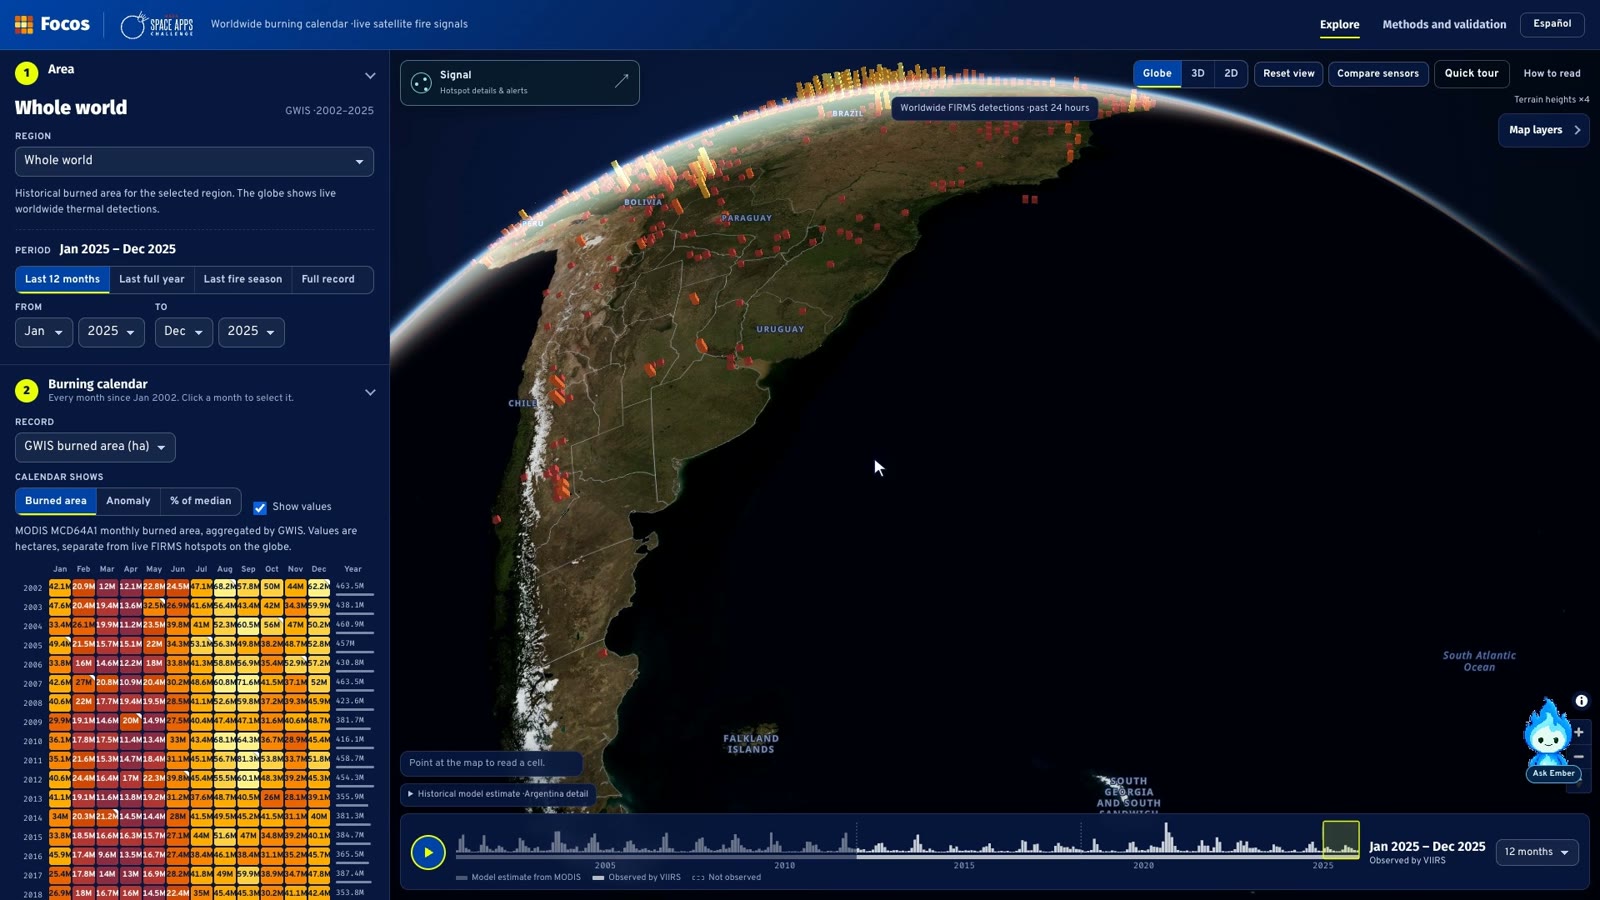 Focos
SPACE APPS
CHALLENGE
Worldwide burning calendar ·live satellite fire signals
Explore
Methods and validation
Español
1
Area
Whole world
GWIS ·2002–2025
REGION
Whole world
Historical burned area for the selected region. The globe shows live
worldwide thermal detections.
PERIOD Jan 2025 – Dec 2025
Last 12 months
Last full year
Last fire season
Full record
FROM
TO
Jan
2025
Dec
2025
2
Burning calendar
Every month since Jan 2002. Click a month to select it.
RECORD
GWIS burned area (ha)
CALENDAR SHOWS
Burned area
Anomaly
% of median
Show values
MODIS MCD64A1 monthly burned area, aggregated by GWIS. Values are
hectares, separate from live FIRMS hotspots on the globe.
Jan Feb Mar Apr May Jun Jul Aug Sep Oct Nov Dec Year
2002 42.1M 20.9M 12M 12.1M 22.8M 24.5M 47.1M 68.2M 57.8M 50M 44M 62.2M 463.5M
2003 47.6M 20.4M 19.4M 13.6M 32.5M 26.9M 41.6M 56.4M 43.4M 42M 34.3M 59.9M 438.1M
2004 33.4M 26.1M 19.9M 11.2M 23.5M 39.8M 41M 52.3M 60.5M 56M 47M 50.2M 460.9M
2005 49.4M 21.5M 15.7M 15.1M 22M 34.3M 53.1M 56.3M 49.8M 38.2M 48.7M 52.8M 457M
2006 33.8M 16M 14.6M 12.2M 18M 33.8M 41.3M 58.8M 56.9M 35.4M 52.9M 57.2M 430.8M
2007 42.6M 27M 20.8M 10.9M 20.4M 30.2M 48.6M 60.8M 71.6M 41.5M 37.1M 52M 463.5M
2008 40.6M 22M 17.7M 19.4M 19.5M 28.5M 41.1M 52.6M 59.8M 37.2M 39.3M 45.9M 423.6M
2009 29.9M 19.1M 14.6M 20M 14.9M 27.5M 40.4M 47.4M 47.1M 31.6M 40.6M 48.7M 381.7M
2010 36.1M 17.8M 17.5M 11.4M 13.4M 33M 43.4M 68.1M 64.3M 36.7M 28.9M 45.4M 416.1M
2011 35.1M 21.6M 15.3M 14.7M 18.4M 31.1M 45.1M 56.7M 81.3M 53.8M 33.7M 51.8M 458.7M
2012 40.6M 24.4M 16.4M 17M 22.3M 39.8M 45.4M 55.5M 60.1M 48.3M 39.2M 45.3M 454.3M
2013 41.1M 19.1M 11.6M 13.8M 19.2M 31.2M 37.6M 48.7M 40.5M 26M 28.1M 39.1M 355.9M
2014 34M 20.3M 21.2M 14.5M 14.4M 28M 41.5M 49.5M 45.2M 41.5M 31.1M 40M 381.3M
2015 33.8M 18.5M 16.6M 16.3M 15.7M 27.1M 44M 51.6M 47M 34.8M 39.2M 40.1M 384.7M
2016 45.9M 17.4M 9.6M 13.5M 16.7M 27.4M 38.4M 46.1M 38.4M 31.1M 35.2M 45.7M 365.5M
2017 25.4M 17.8M 14M 13M 16.9M 28.2M 41.8M 49M 59.9M 38.9M 34.7M 47.8M 387.4M
2018 26.9M 18M 16.7M 16M 14.5M 22.4M 35M 45.4M 45.3M 30.2M 41.1M 42.4M 353.8M
Signal
Hotspot details & alerts
Globe
3D
2D
Reset view
Compare sensors
Quick tour
How to read
Terrain heights ×4
Map layers
Worldwide FIRMS detections ·past 24 hours
BRAZIL
BOLIVIA
PERU
PARAGUAY
URUGUAY
CHILE
South Atlantic
Ocean
FALKLAND
ISLANDS
SOUTH
GEORGIA
AND SOUTH
SANDWICH
Ask Ember
Point at the map to read a cell.
Historical model estimate ·Argentina detail
2005
2010
2015
2020
2025
Model estimate from MODIS
Observed by VIIRS
Not observed
Jan 2025 – Dec 2025
Observed by VIIRS
12 months